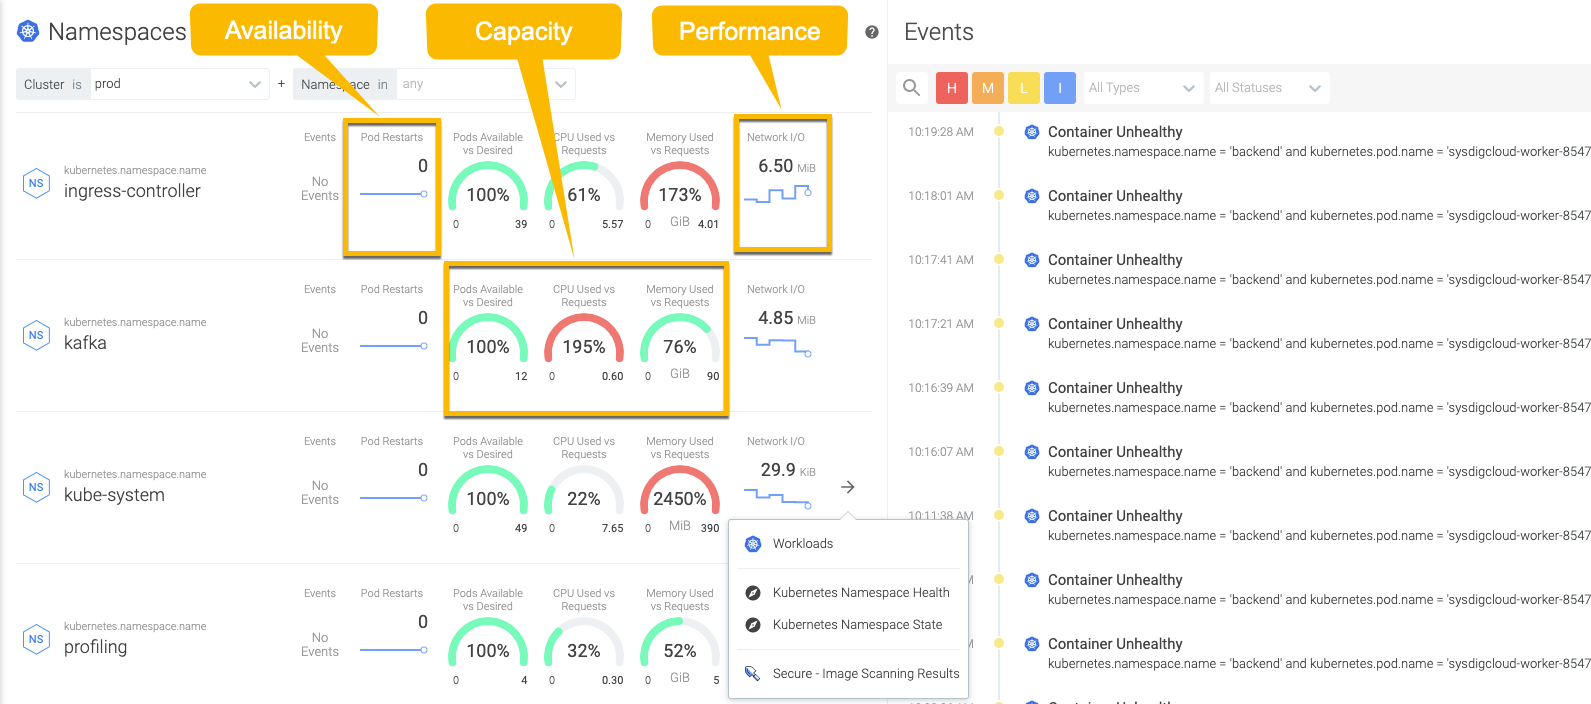 Namespaces
Availability
Capacity
Performance
Cluster is prod
+
Namespace in any
Events
Pod Restarts
Pods Available
vs Desired
CPU Used vs
Requests
Memory Used
vs Requests
Network I/O
NS
kubernetes.namespace.name
ingress-controller
No
Events
0
100%
0 39
61%
0 5.57
173%
0 GiB 4.01
6.50 MiB
Events
Pod Restarts
Pods Available
vs Desired
CPU Used vs
Requests
Memory Used
vs Requests
Network I/O
NS
kubernetes.namespace.name
kafka
No
Events
0
100%
0 12
195%
0 0.60
76%
0 GiB 90
4.85 MiB
Events
Pod Restarts
Pods Available
vs Desired
CPU Used vs
Requests
Memory Used
vs Requests
Network I/O
NS
kubernetes.namespace.name
kube-system
No
Events
0
100%
0 49
22%
0 7.65
2450%
0 MiB 390
29.9 KiB
Workloads
Kubernetes Namespace Health
Kubernetes Namespace State
Secure - Image Scanning Results
Events
Pod Restarts
Pods Available
vs Desired
CPU Used vs
Requests
Memory Used
vs Requests
NS
kubernetes.namespace.name
profiling
No
Events
0
100%
0 4
32%
0 0.30
52%
0 GiB 5
Events
H M L I
All Types
All Statuses
10:19:28 AM Container Unhealthy
kubernetes.namespace.name = 'backend' and kubernetes.pod.name = 'sysdigcloud-worker-8547
10:18:01 AM Container Unhealthy
kubernetes.namespace.name = 'backend' and kubernetes.pod.name = 'sysdigcloud-worker-8547
10:17:41 AM Container Unhealthy
kubernetes.namespace.name = 'backend' and kubernetes.pod.name = 'sysdigcloud-worker-8547
10:17:21 AM Container Unhealthy
kubernetes.namespace.name = 'backend' and kubernetes.pod.name = 'sysdigcloud-worker-8547
10:16:39 AM Container Unhealthy
kubernetes.namespace.name = 'backend' and kubernetes.pod.name = 'sysdigcloud-worker-8547
10:16:07 AM Container Unhealthy
kubernetes.namespace.name = 'backend' and kubernetes.pod.name = 'sysdigcloud-worker-8547
10:11:38 AM Container Unhealthy
kubernetes.namespace.name = 'backend' and kubernetes.pod.name = 'sysdigcloud-worker-8547
Container Unhealthy
kubernetes.namespace.name = 'backend' and kubernetes.pod.name = 'sysdigcloud-worker-8547
Container Unhealthy
kubernetes.namespace.name = 'backend' and kubernetes.pod.name = 'sysdigcloud-worker-8547